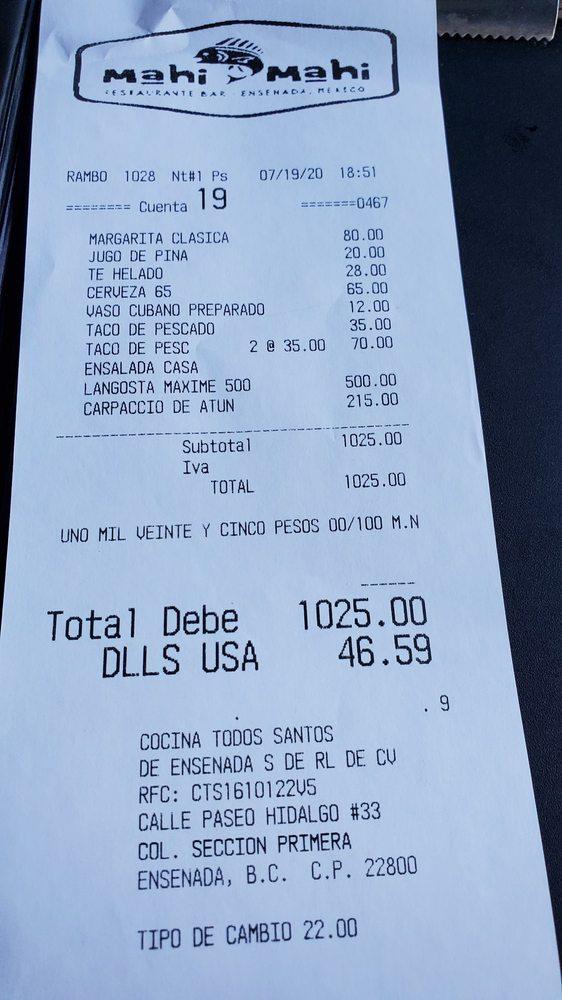 Mahi Mahi
RESTAURANTE BAR - ENSENADA, MEXICO
RAMBO 1028 Nt#1 Ps 07/19/20 18:51
======== Cuenta 19 =======0467
MARGARITA CLASICA 80.00
JUGO DE PINA 20.00
TE HELADO 28.00
CERVEZA 65 65.00
VASO CUBANO PREPARADO 12.00
TACO DE PESCADO 35.00
TACO DE PESC 2 @ 35.00 70.00
ENSALADA CASA
LANGOSTA MAXIME 500 500.00
CARPACCIO DE ATUN 215.00
Subtotal 1025.00
Iva
TOTAL 1025.00
UNO MIL VEINTE Y CINCO PESOS 00/100 M.N
Total Debe 1025.00
DLLS USA 46.59
. 9
COCINA TODOS SANTOS
DE ENSENADA S DE RL DE CV
RFC: CTS1610122V5
CALLE PASEO HIDALGO #33
COL. SECCION PRIMERA
ENSENADA, B.C. C.P. 22800
TIPO DE CAMBIO 22.00